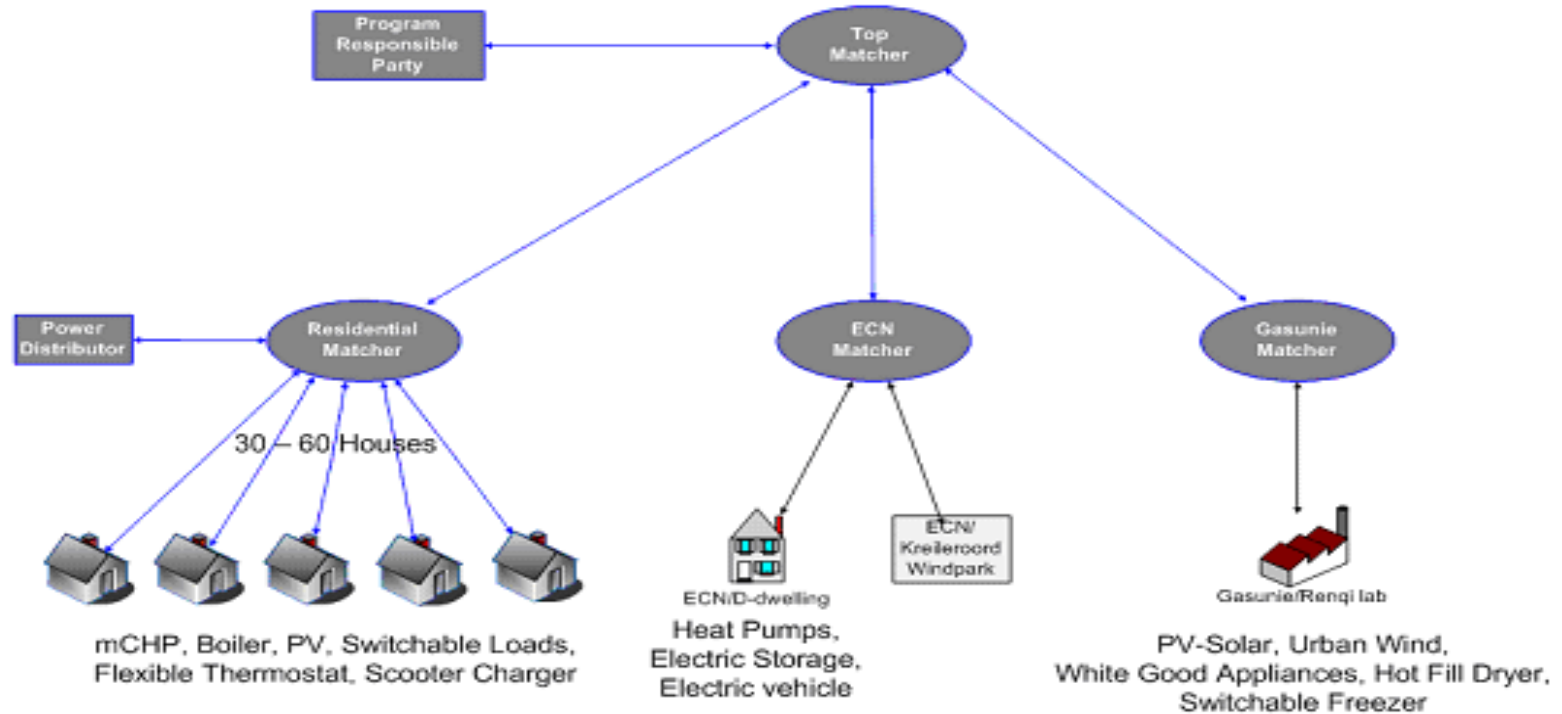 Program
Responsible
Party
Top
Matcher
Power
Distributor
Residential
Matcher
ECN
Matcher
Gasunie
Matcher
30 – 60 Houses
ECN/
Kreileroord
Windpark
ECN/D-dwelling
Gasunie/Renqi lab
mCHP, Boiler, PV, Switchable Loads,
Flexible Thermostat, Scooter Charger
Heat Pumps,
Electric Storage,
Electric vehicle
PV-Solar, Urban Wind,
White Good Appliances, Hot Fill Dryer,
Switchable Freezer